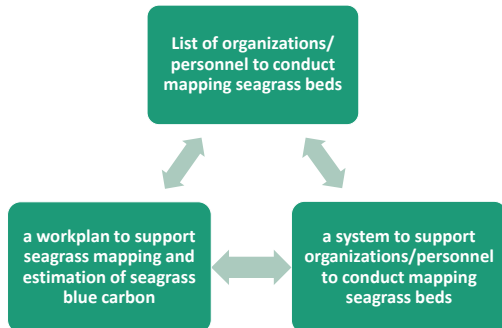 List of organizations/
personnel to conduct
mapping seagrass beds
a workplan to support
seagrass mapping and
estimation of seagrass
blue carbon
a system to support
organizations/personnel
to conduct mapping
seagrass beds